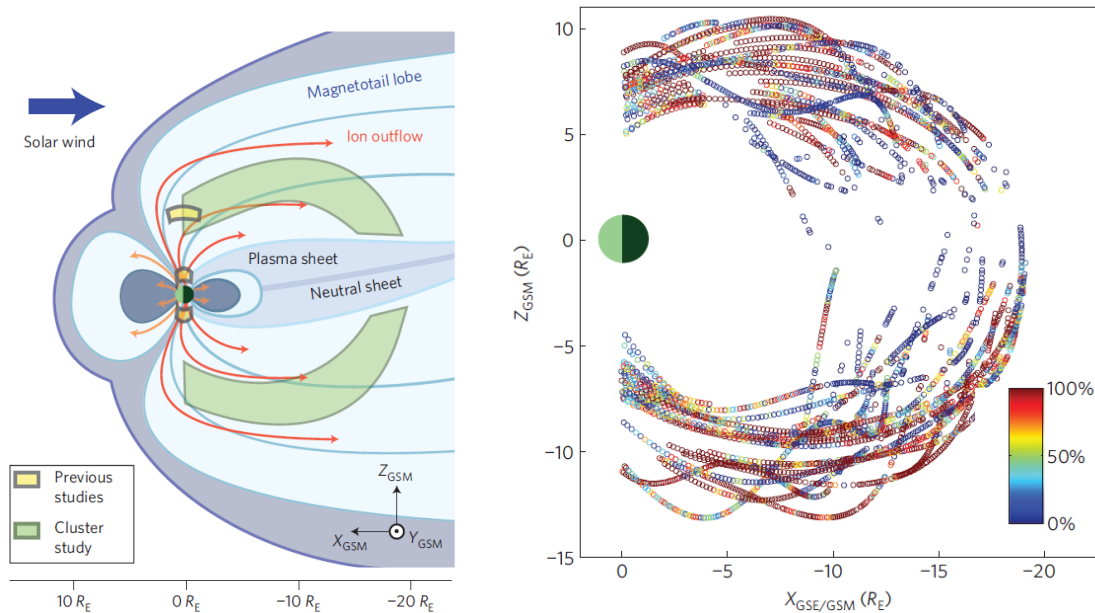 Solar wind
Magnetotail lobe
Ion outflow
Plasma sheet
Neutral sheet
Previous
studies
Cluster
study
Z_GSM
X_GSM
Y_GSM
10 R_E
0 R_E
−10 R_E
−20 R_E
10
5
0
−5
−10
−15
Z_GSM (R_E)
0
−5
−10
−15
−20
X_GSE/GSM (R_E)
100%
50%
0%